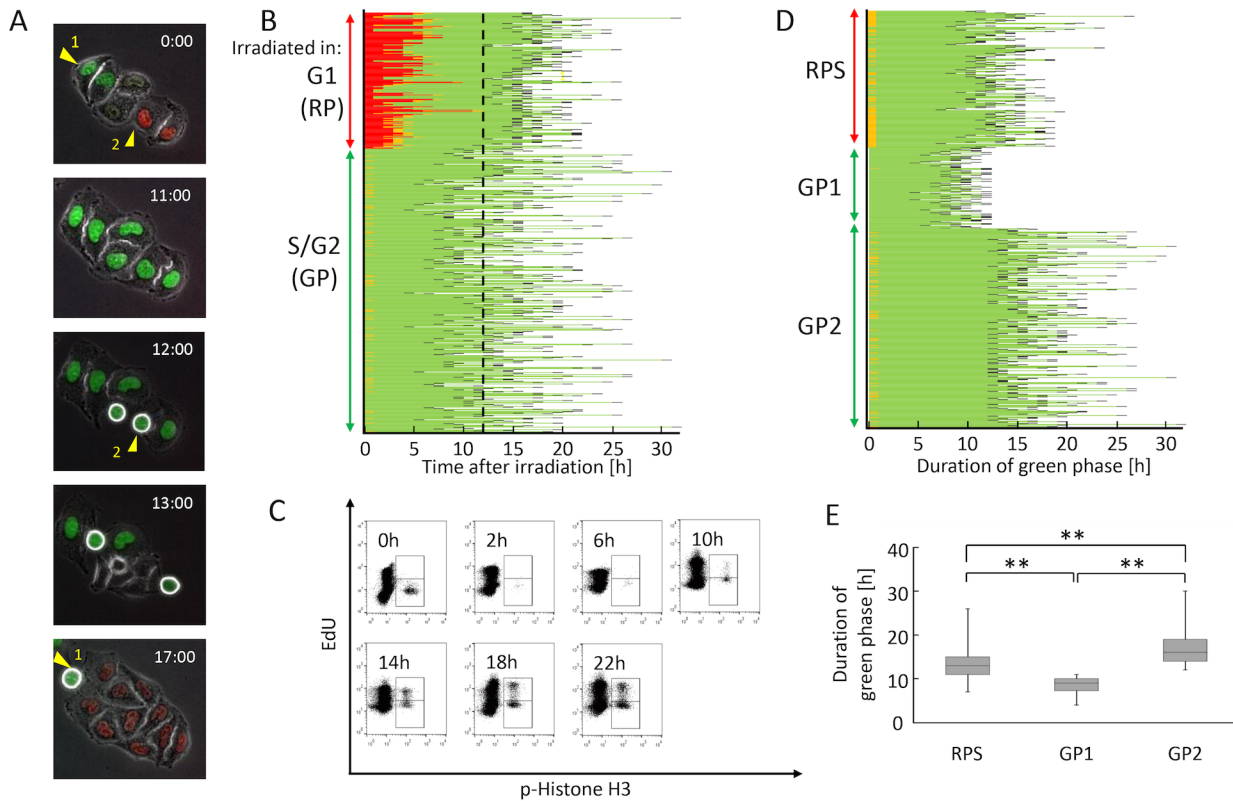 A
1
0:00
2
11:00
12:00
2
13:00
17:00
1
B
Irradiated in:
G1
(RP)
S/G2
(GP)
0 5 10 15 20 25 30
Time after irradiation [h]
C
0h
2h
6h
10h
14h
18h
22h
EdU
p-Histone H3
D
RPS
GP1
GP2
0 5 10 15 20 25 30
Duration of green phase [h]
E
Duration of
green phase [h]
40
30
20
10
0
**
** **
RPS GP1 GP2